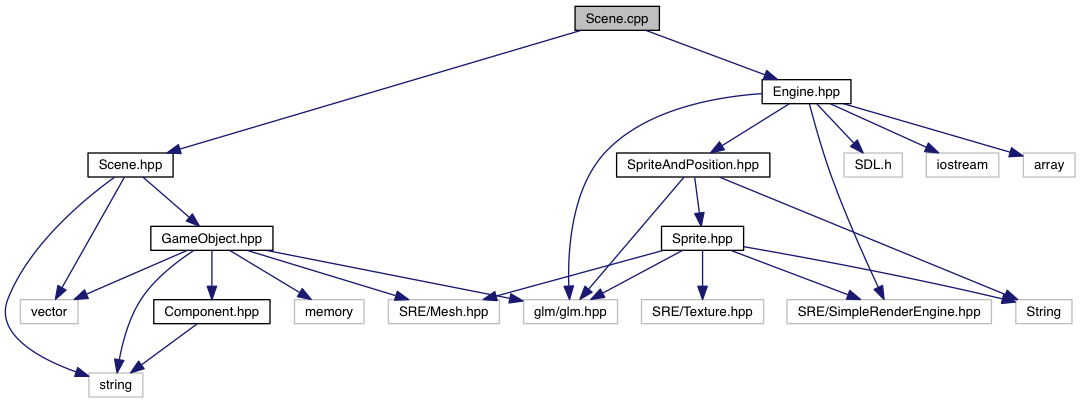 Scene.cpp
Engine.hpp
Scene.hpp
SpriteAndPosition.hpp
SDL.h
iostream
array
GameObject.hpp
Sprite.hpp
vector
Component.hpp
memory
SRE/Mesh.hpp
glm/glm.hpp
SRE/Texture.hpp
SRE/SimpleRenderEngine.hpp
String
string